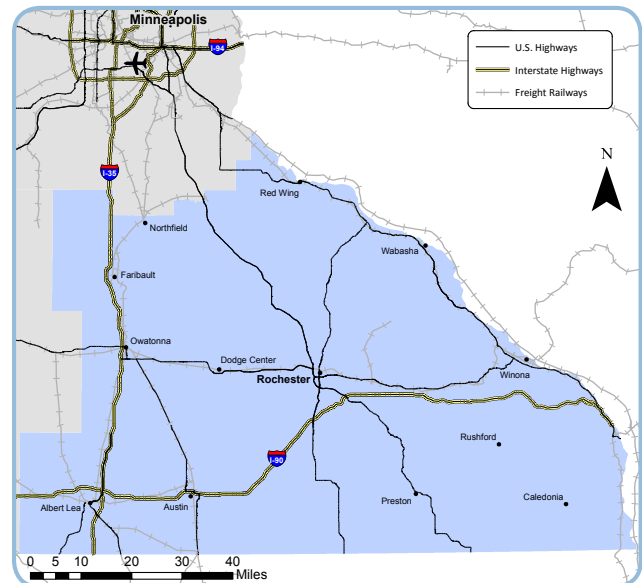 Minneapolis
I-94
U.S. Highways
Interstate Highways
Freight Railways
N
I-35
Red Wing
Northfield
Wabasha
Faribault
Owatonna
Dodge Center
Rochester
Winona
Rushford
I-90
Albert Lea
Austin
Preston
Caledonia
0 5 10 20 30 40
Miles